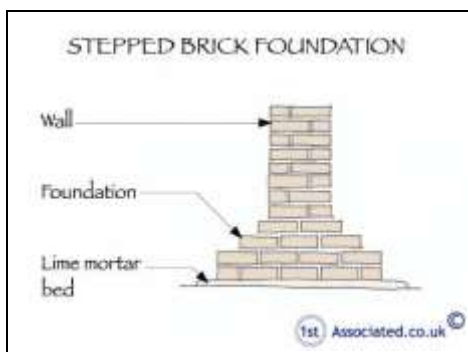 STEPPED BRICK FOUNDATION
Wall
Foundation
Lime mortar
bed
1st Associated.co.uk ©